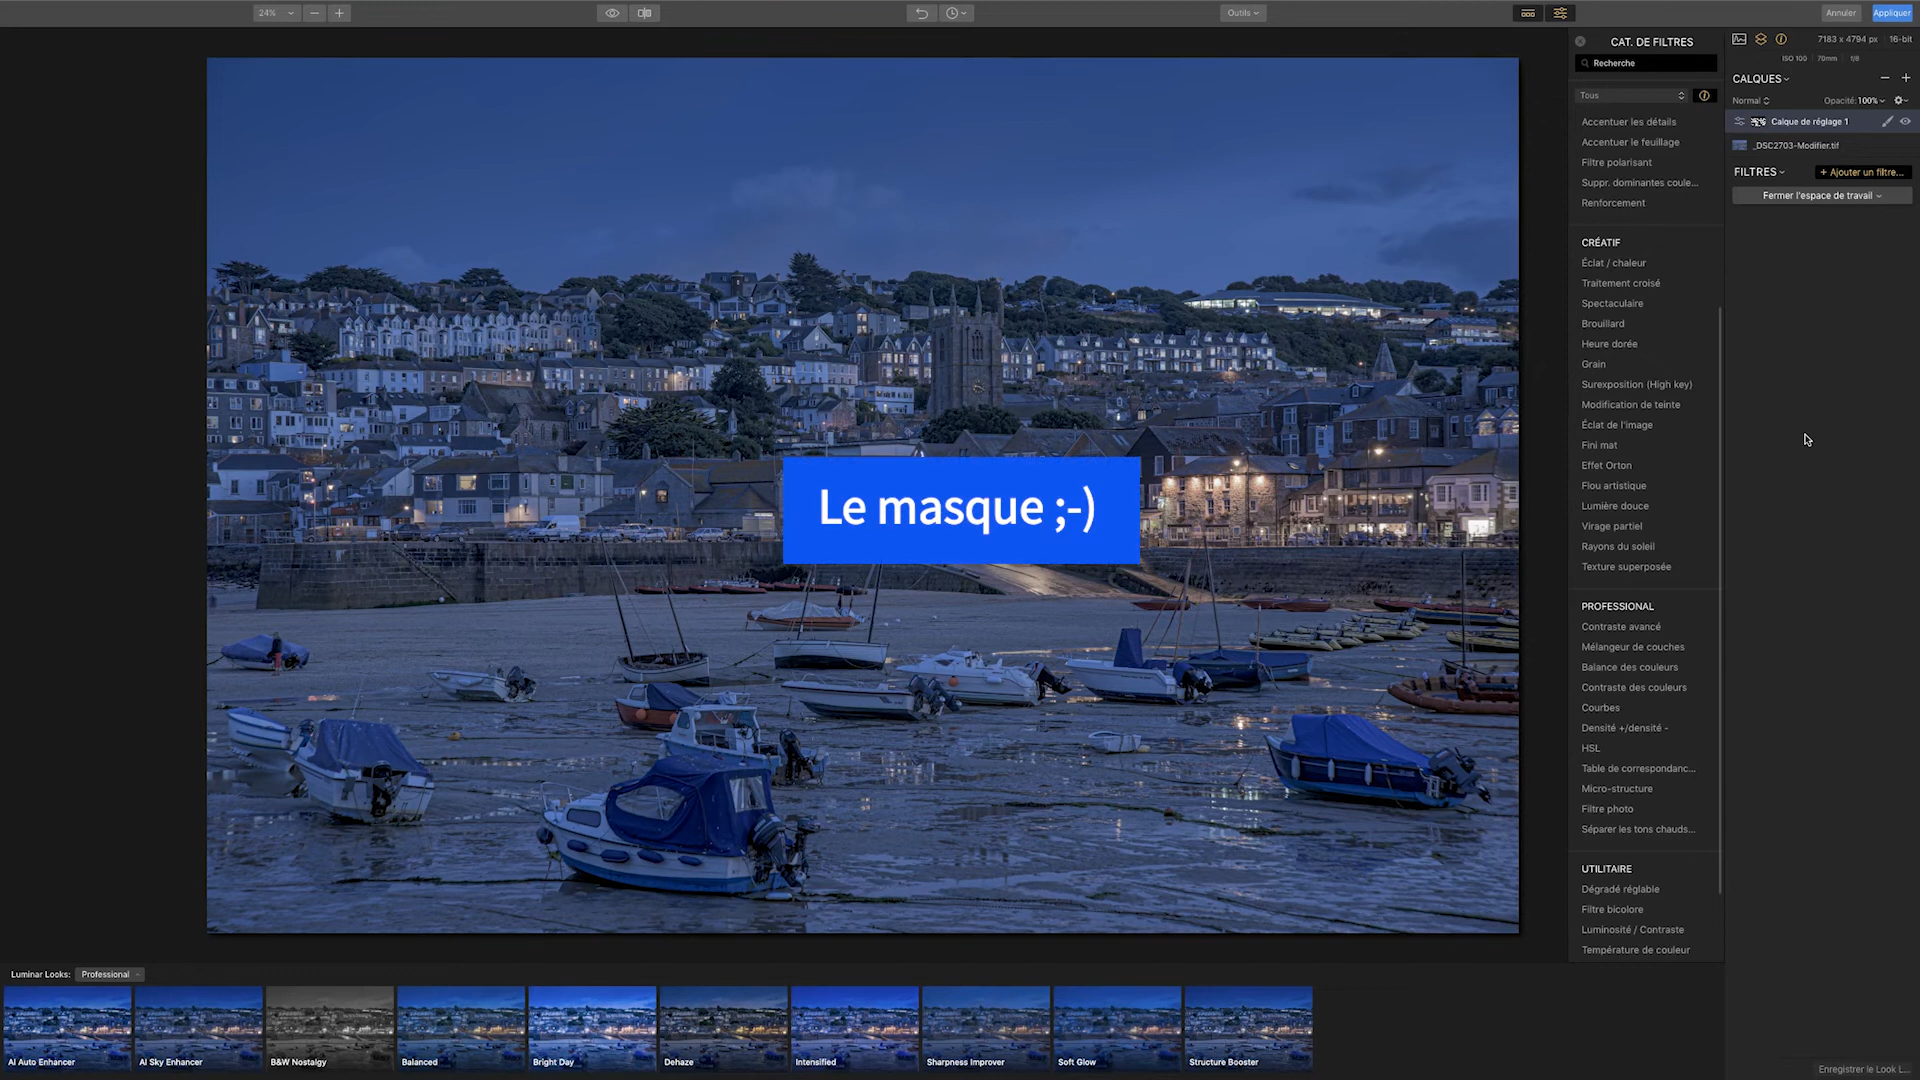 24%
Outils
Annuler
Appliquer
CAT. DE FILTRES
Recherche
Tous
Accentuer les détails
Accentuer le feuillage
Filtre polarisant
Suppr. dominantes coule...
Renforcement
CRÉATIF
Éclat / chaleur
Traitement croisé
Spectaculaire
Brouillard
Heure dorée
Grain
Surexposition (High key)
Modification de teinte
Éclat de l'image
Fini mat
Effet Orton
Flou artistique
Lumière douce
Virage partiel
Rayons du soleil
Texture superposée
PROFESSIONAL
Contraste avancé
Mélangeur de couches
Balance des couleurs
Contraste des couleurs
Courbes
Densité +/densité -
HSL
Table de correspondanc...
Micro-structure
Filtre photo
Séparer les tons chauds...
UTILITAIRE
Dégradé réglable
Filtre bicolore
Luminosité / Contraste
Température de couleur
7183 x 4794 px 16-bit
ISO 100 70mm f/8
CALQUES
Normal Opacité: 100%
Calque de réglage 1
_DSC2703-Modifier.tif
FILTRES + Ajouter un filtre...
Fermer l'espace de travail
Le masque ;-)
Luminar Looks: Professional
AI Auto Enhancer
AI Sky Enhancer
B&W Nostalgy
Balanced
Bright Day
Dehaze
Intensified
Sharpness Improver
Soft Glow
Structure Booster
Enregistrer le Look L...